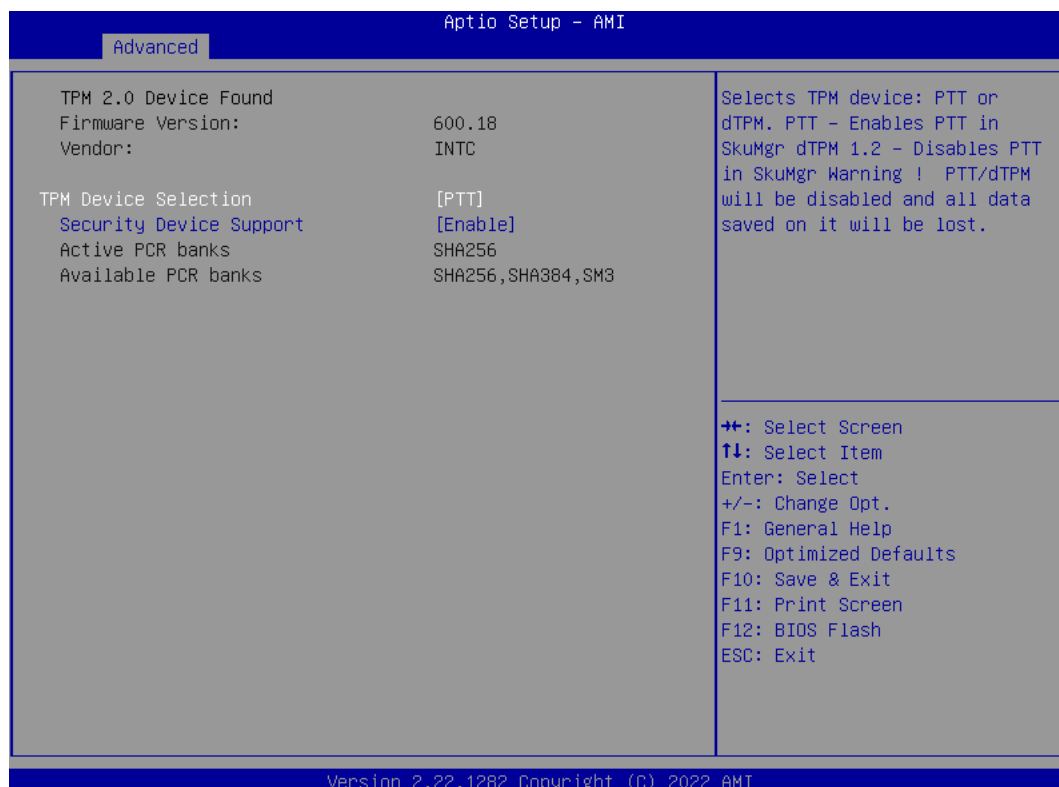 Aptio Setup – AMI
Advanced
TPM 2.0 Device Found
Firmware Version: 600.18
Vendor: INTC
TPM Device Selection [PTT]
Security Device Support [Enable]
Active PCR banks SHA256
Available PCR banks SHA256,SHA384,SM3
Selects TPM device: PTT or
dTPM. PTT – Enables PTT in
SkuMgr dTPM 1.2 – Disables PTT
in SkuMgr Warning ! PTT/dTPM
will be disabled and all data
saved on it will be lost.
→←: Select Screen
↑↓: Select Item
Enter: Select
+/-: Change Opt.
F1: General Help
F9: Optimized Defaults
F10: Save & Exit
F11: Print Screen
F12: BIOS Flash
ESC: Exit
Version 2.22.1282 Copyright (C) 2022 AMI